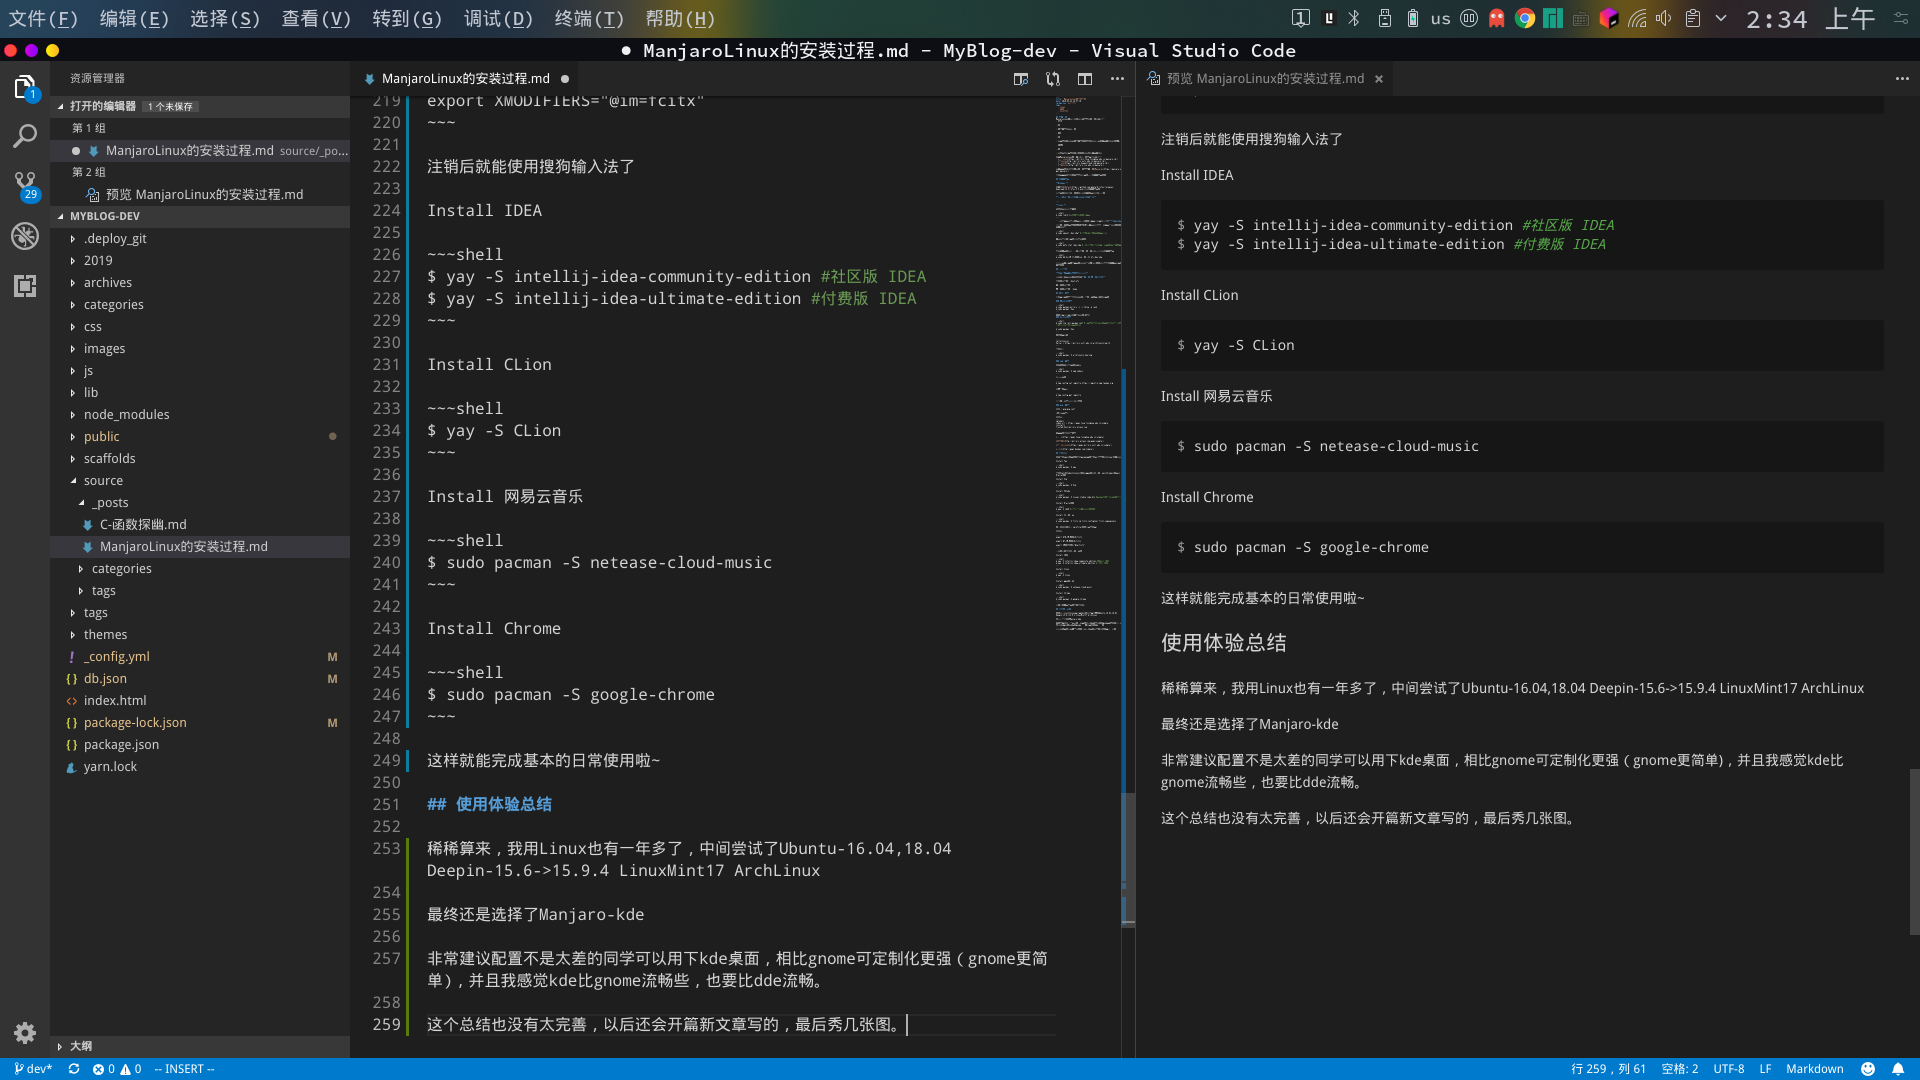 文件(F) 编辑(E) 选择(S) 查看(V) 转到(G) 调试(D) 终端(T) 帮助(H)
us 2:34 上午
● ManjaroLinux的安装过程.md - MyBlog-dev - Visual Studio Code
资源管理器
打开的编辑器 1 个未保存
第 1 组
ManjaroLinux的安装过程.md source/_po...
第 2 组
预览 ManjaroLinux的安装过程.md
MYBLOG-DEV
.deploy_git
2019
archives
categories
css
images
js
lib
node_modules
public
scaffolds
source
_posts
C-函数探幽.md
ManjaroLinux的安装过程.md
categories
tags
tags
themes
_config.yml M
db.json M
index.html
package-lock.json M
package.json
yarn.lock
大纲
1
29
ManjaroLinux的安装过程.md
219 export XMODIFIERS="@im=fcitx"
220 ~~~
221
222 注销后就能使用搜狗输入法了
223
224 Install IDEA
225
226 ~~~shell
227 $ yay -S intellij-idea-community-edition #社区版 IDEA
228 $ yay -S intellij-idea-ultimate-edition #付费版 IDEA
229 ~~~
230
231 Install CLion
232
233 ~~~shell
234 $ yay -S CLion
235 ~~~
236
237 Install 网易云音乐
238
239 ~~~shell
240 $ sudo pacman -S netease-cloud-music
241 ~~~
242
243 Install Chrome
244
245 ~~~shell
246 $ sudo pacman -S google-chrome
247 ~~~
248
249 这样就能完成基本的日常使用啦~
250
251 ## 使用体验总结
252
253 稀稀算来，我用Linux也有一年多了，中间尝试了Ubuntu-16.04,18.04
Deepin-15.6->15.9.4 LinuxMint17 ArchLinux
254
255 最终还是选择了Manjaro-kde
256
257 非常建议配置不是太差的同学可以用下kde桌面，相比gnome可定制化更强（gnome更简
单)，并且我感觉kde比gnome流畅些，也要比dde流畅。
258
259 这个总结也没有太完善，以后还会开篇新文章写的，最后秀几张图。
预览 ManjaroLinux的安装过程.md
注销后就能使用搜狗输入法了
Install IDEA
$ yay -S intellij-idea-community-edition #社区版 IDEA
$ yay -S intellij-idea-ultimate-edition #付费版 IDEA
Install CLion
$ yay -S CLion
Install 网易云音乐
$ sudo pacman -S netease-cloud-music
Install Chrome
$ sudo pacman -S google-chrome
这样就能完成基本的日常使用啦~
使用体验总结
稀稀算来，我用Linux也有一年多了，中间尝试了Ubuntu-16.04,18.04 Deepin-15.6->15.9.4 LinuxMint17 ArchLinux
最终还是选择了Manjaro-kde
非常建议配置不是太差的同学可以用下kde桌面，相比gnome可定制化更强（gnome更简单)，并且我感觉kde比
gnome流畅些，也要比dde流畅。
这个总结也没有太完善，以后还会开篇新文章写的，最后秀几张图。
dev* 0 0 -- INSERT --
行 259，列 61 空格: 2 UTF-8 LF Markdown